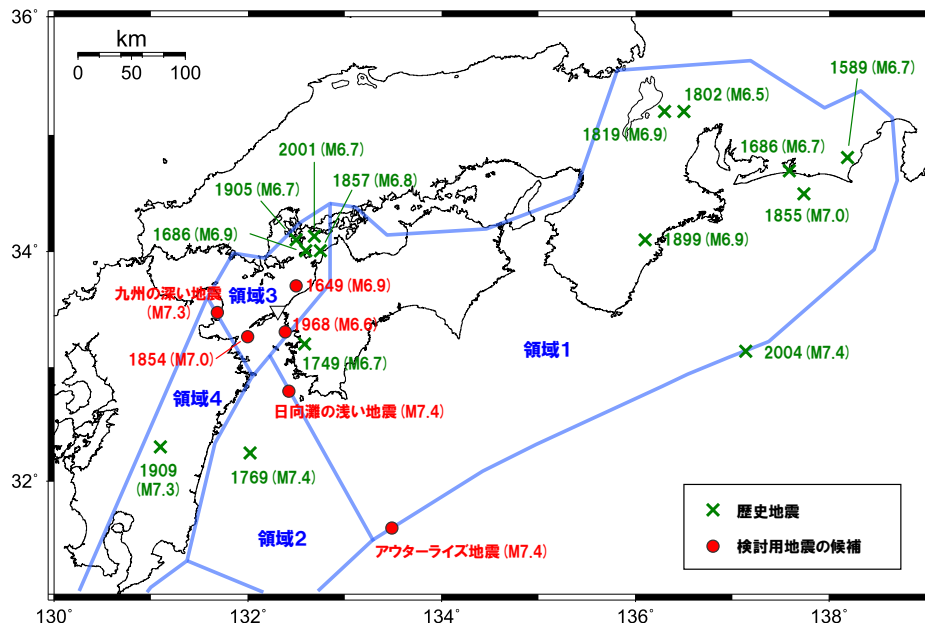 36°
km
0 50 100
1589 (M6.7)
1802 (M6.5)
1819 (M6.9)
2001 (M6.7)
1686 (M6.7)
1905 (M6.7)
1857 (M6.8)
1855 (M7.0)
1686 (M6.9)
1899 (M6.9)
34°
九州の深い地震
(M7.3)
領域3
1649 (M6.9)
1968 (M6.6)
1854 (M7.0)
1749 (M6.7)
領域1
2004 (M7.4)
領域4
日向灘の浅い地震 (M7.4)
1909
(M7.3)
1769 (M7.4)
32°
領域2
アウターライズ地震 (M7.4)
歴史地震
検討用地震の候補
130° 132° 134° 136° 138°